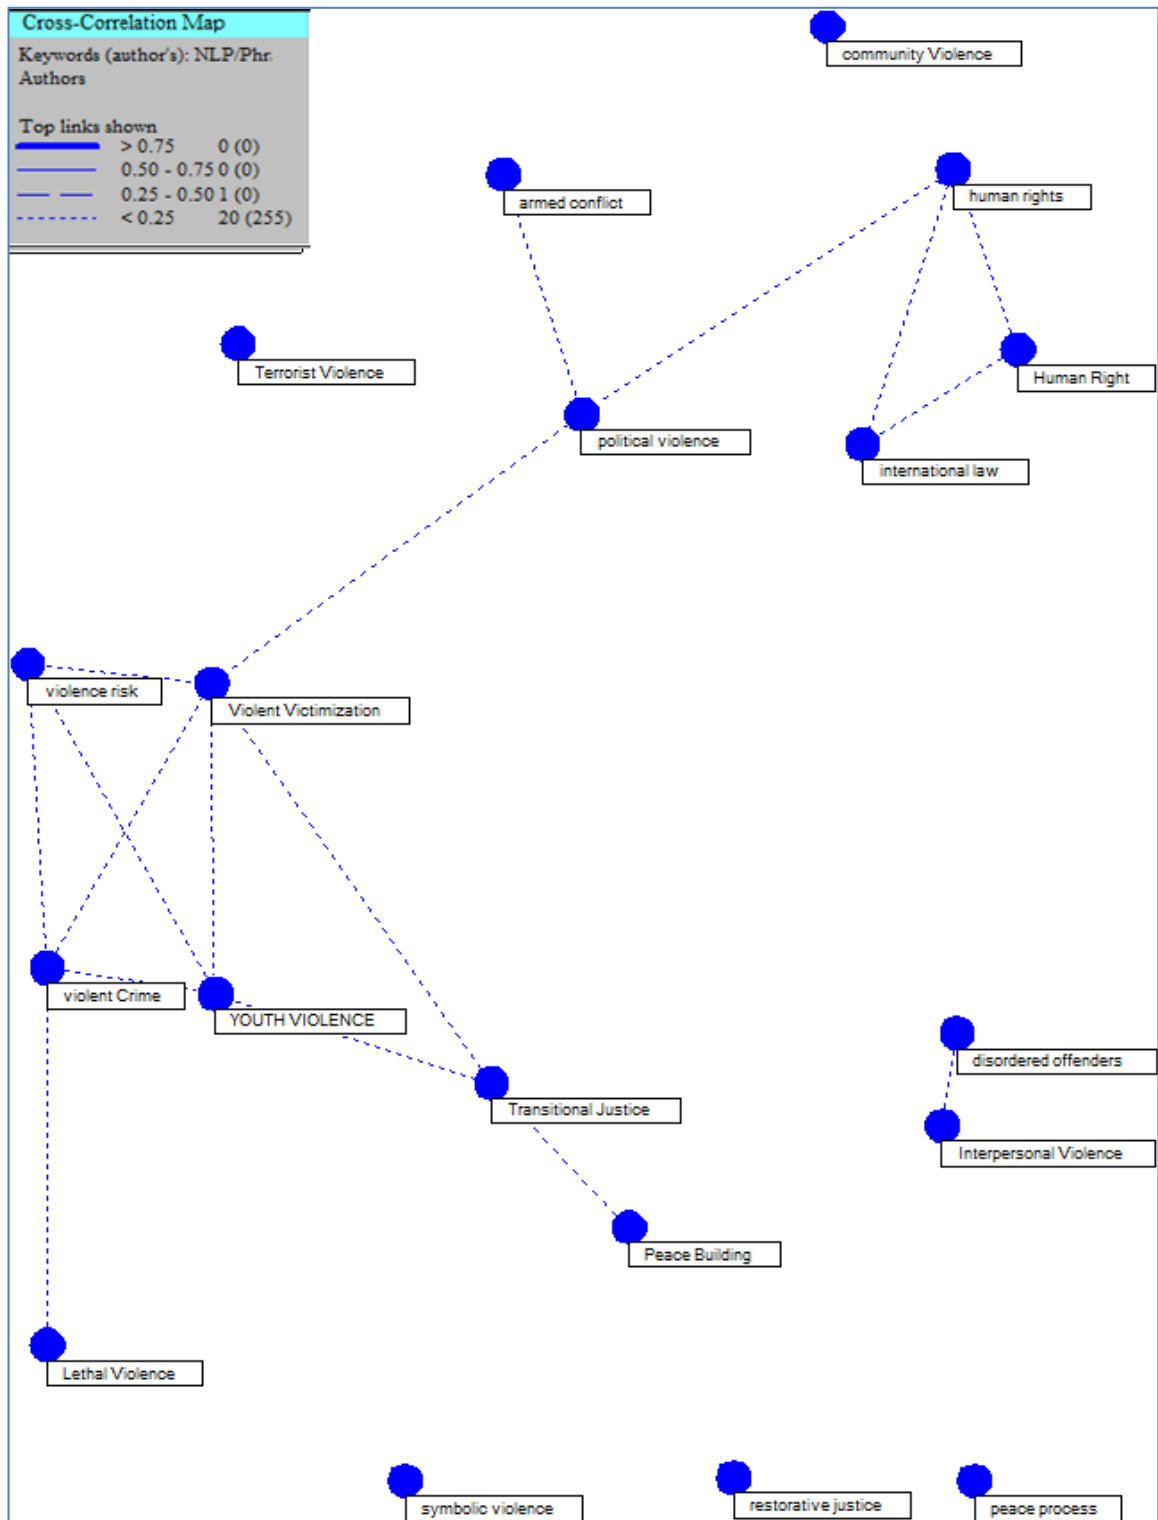 Cross-Correlation Map
Keywords (author's): NLP/Phr.
Authors
Top links shown
> 0.75 0 (0)
0.50 - 0.75 0 (0)
0.25 - 0.50 1 (0)
< 0.25 20 (255)
community Violence
armed conflict
human rights
Terrorist Violence
Human Right
political violence
international law
violence risk
Violent Victimization
violent Crime
YOUTH VIOLENCE
disordered offenders
Transitional Justice
Interpersonal Violence
Peace Building
Lethal Violence
symbolic violence
restorative justice
peace process